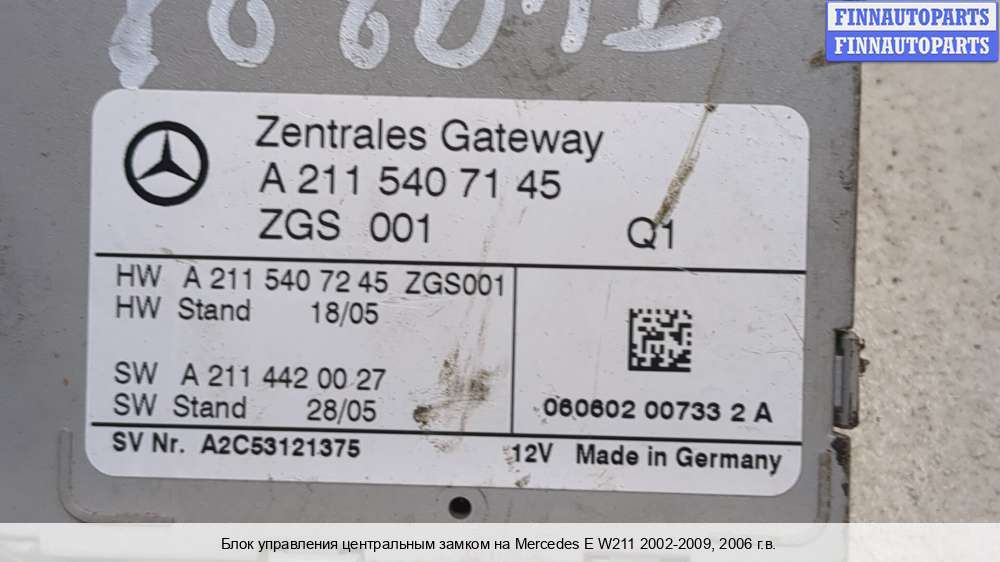 FINNAUTOPARTS
FINNAUTOPARTS
Zentrales Gateway
A 211 540 71 45
ZGS 001 Q1
HW A 211 540 72 45 ZGS001
HW Stand 18/05
SW A 211 442 00 27
SW Stand 28/05
060602 00733 2 A
SV Nr. A2C53121375 12V Made in Germany
Блок управления центральным замком на Mercedes E W211 2002-2009, 2006 г.в.